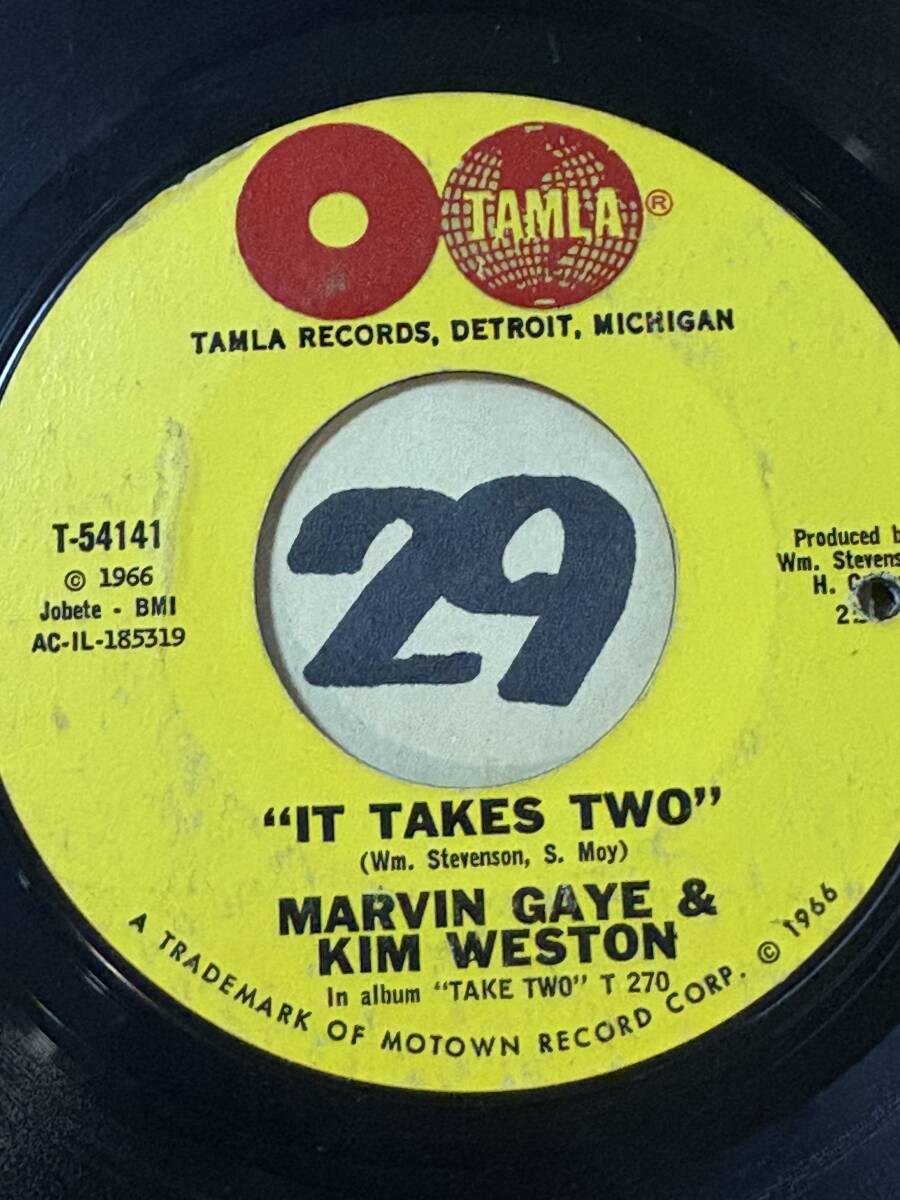 TAMLA ®
TAMLA RECORDS, DETROIT, MICHIGAN
29
T-54141
© 1966
Jobete - BMI
AC-IL-185319
Produced
Wm.
H.
"IT TAKES TWO"
(Wm. Stevenson, S. Moy)
MARVIN GAYE &
KIM WESTON
In album "TAKE TWO" T 270
A TRADEMARK OF MOTOWN RECORD CORP. © 1966